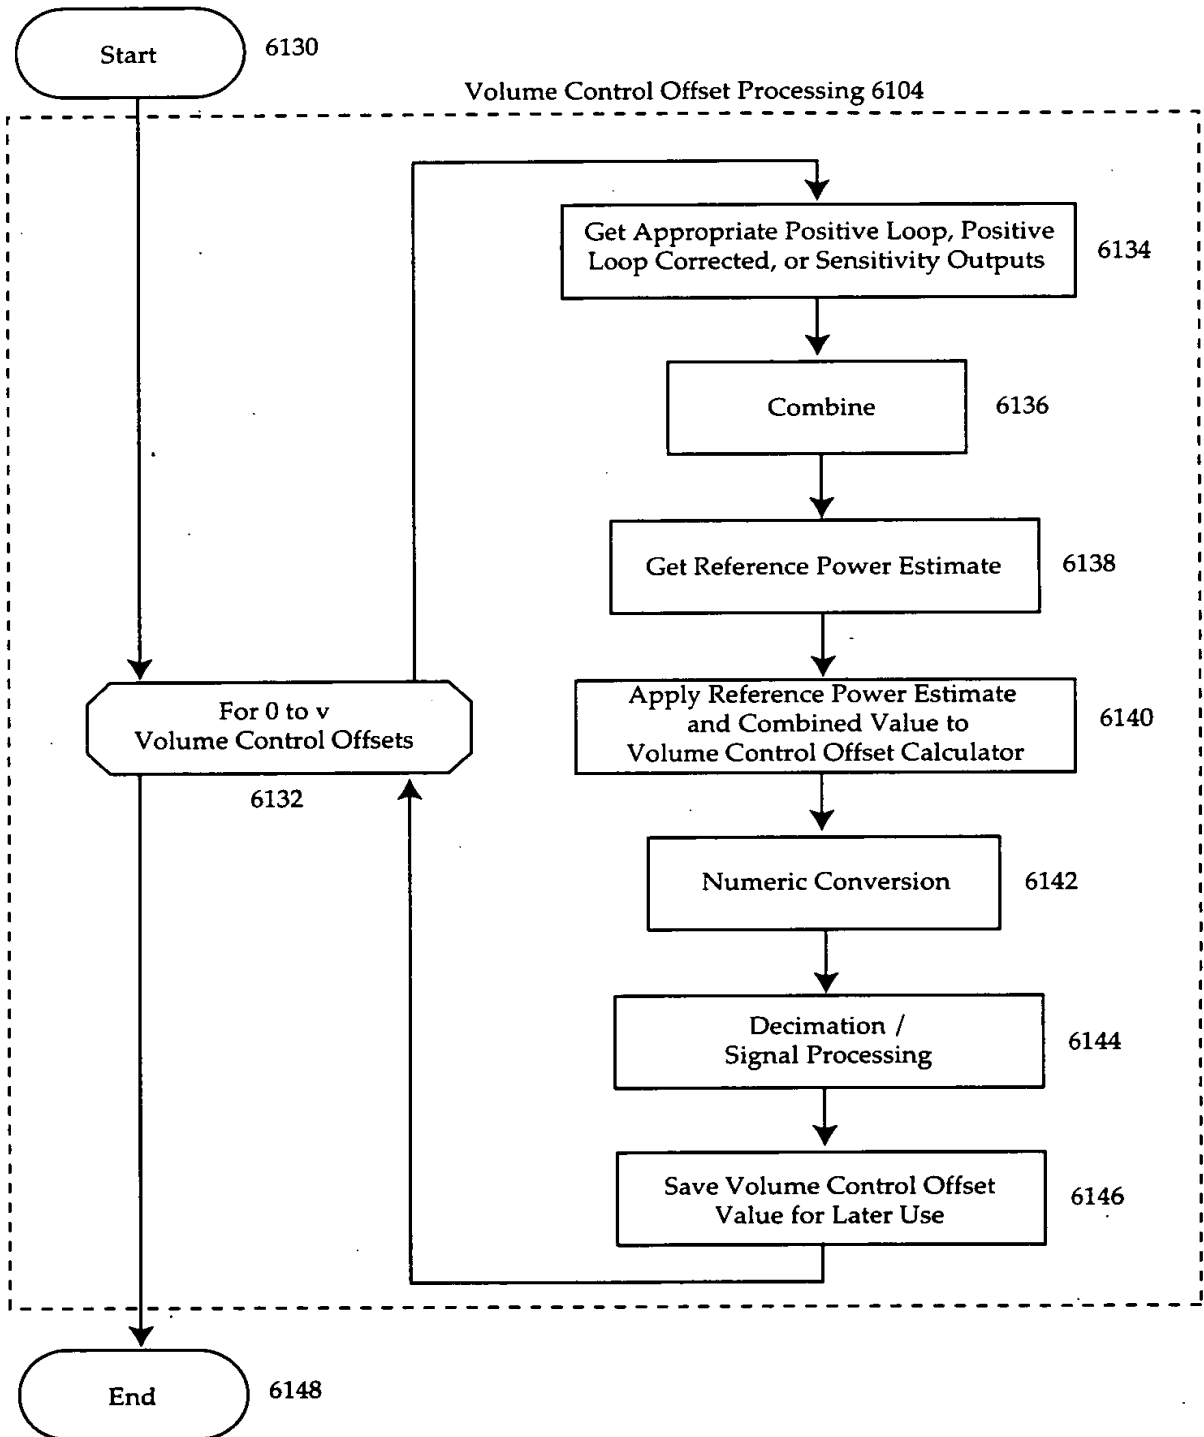 Start
6130
Volume Control Offset Processing 6104
Get Appropriate Positive Loop, Positive
Loop Corrected, or Sensitivity Outputs
6134
Combine
6136
Get Reference Power Estimate
6138
For 0 to v
Volume Control Offsets
6132
Apply Reference Power Estimate
and Combined Value to
Volume Control Offset Calculator
6140
Numeric Conversion
6142
Decimation /
Signal Processing
6144
Save Volume Control Offset
Value for Later Use
6146
End
6148